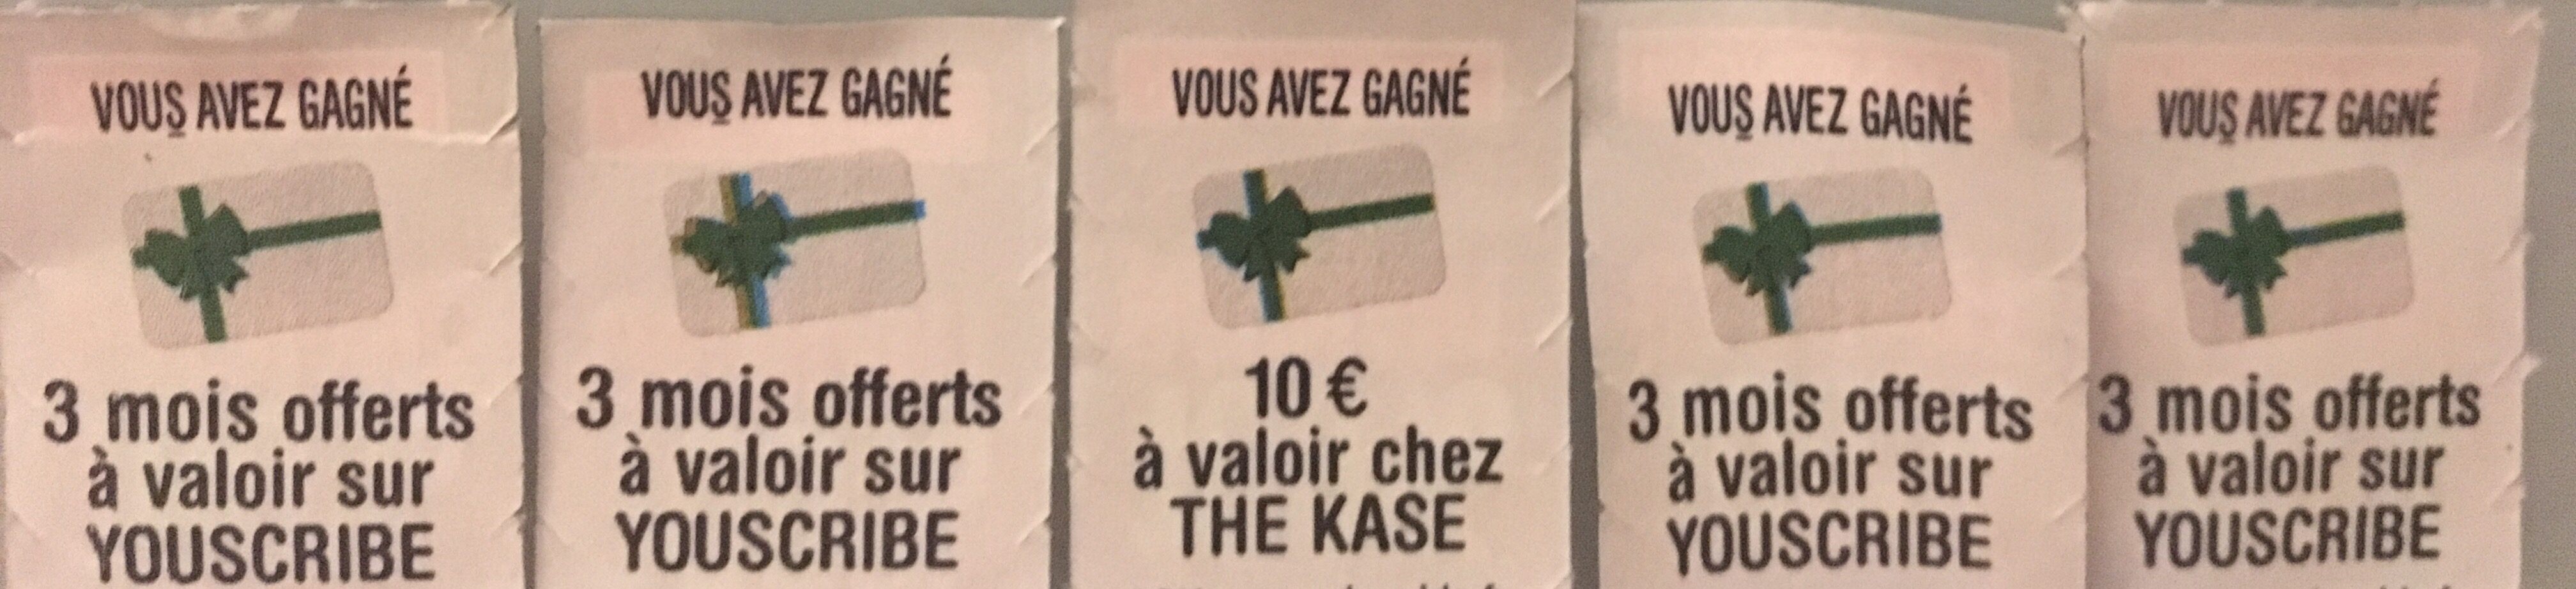 VOUS AVEZ GAGNÉ
3 mois offerts
à valoir sur
YOUSCRIBE
VOUS AVEZ GAGNÉ
3 mois offerts
à valoir sur
YOUSCRIBE
VOUS AVEZ GAGNÉ
10 €
à valoir chez
THE KASE
VOUS AVEZ GAGNÉ
3 mois offerts
à valoir sur
YOUSCRIBE
VOUS AVEZ GAGNÉ
3 mois offerts
à valoir sur
YOUSCRIBE